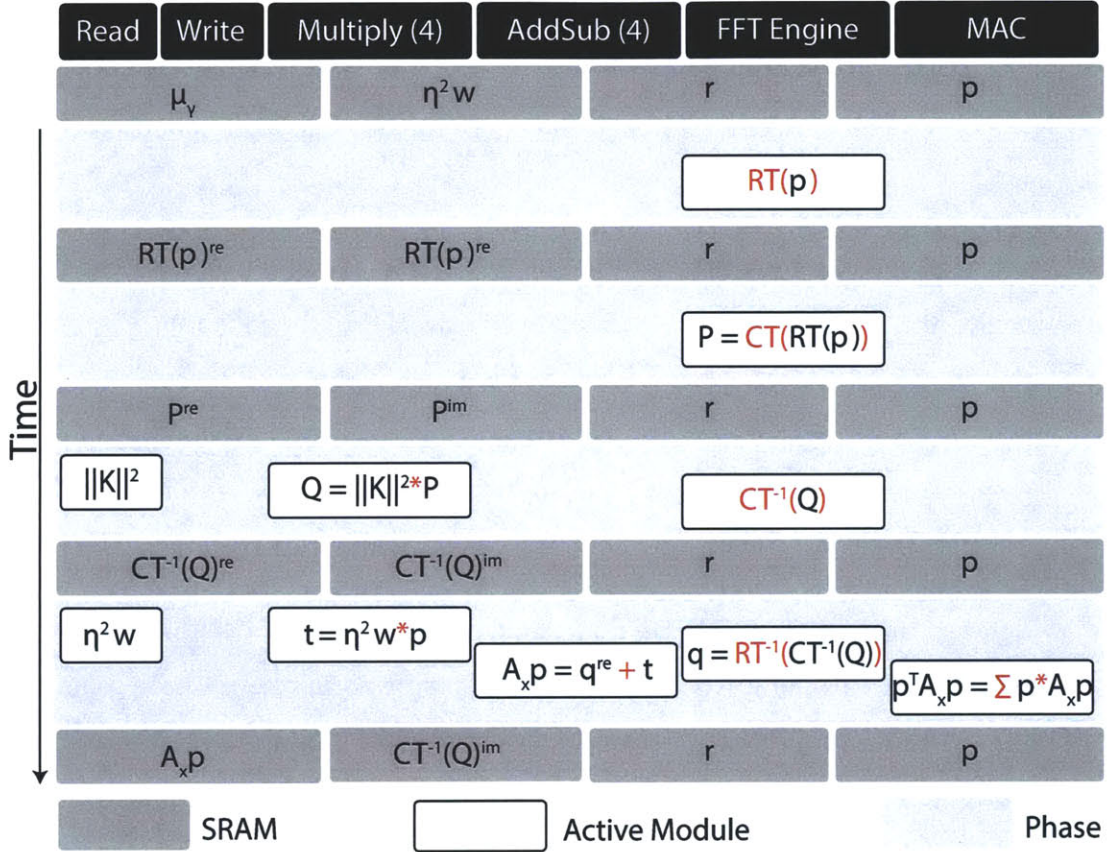 Read Write Multiply (4) AddSub (4) FFT Engine MAC
μᵧ η²w r p
RT(p)
RT(p)ʳᵉ RT(p)ʳᵉ r p
P = CT(RT(p))
Pʳᵉ Pⁱᵐ r p
||K||² Q = ||K||²*P CT⁻¹(Q)
CT⁻¹(Q)ʳᵉ CT⁻¹(Q)ⁱᵐ r p
η²w t = η²w*p Aₓp = qʳᵉ + t q = RT⁻¹(CT⁻¹(Q)) pᵀAₓp = ∑ p*Aₓp
Aₓp CT⁻¹(Q)ⁱᵐ r p
Time
SRAM Active Module Phase